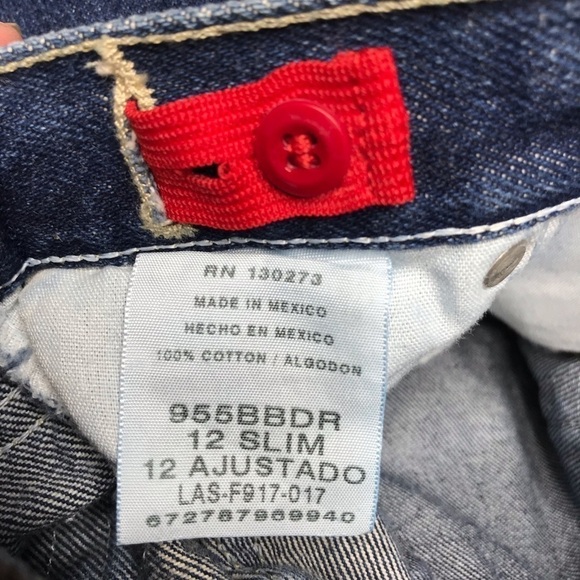 RN 130273
MADE IN MEXICO
HECHO EN MEXICO
100% COTTON / ALGODON
955BBDR
12 SLIM
12 AJUSTADO
LAS-F917-017
672767969940